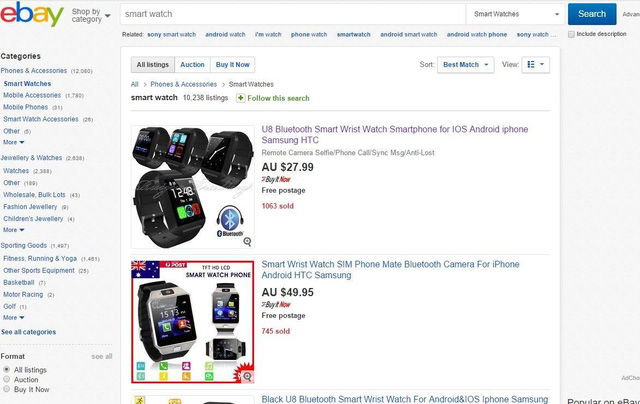 ebay
Shop by
category
smart watch
Smart Watches
Search
Advan
Related: sony smart watch android watch i'm watch phone watch smartwatch android smart watch android watch phone sony watch ...
Include description
Categories
Phones & Accessories (12,080)
Smart Watches
Mobile Accessories (1,780)
Mobile Phones (31)
Smart Watch Accessories (26)
Other (5)
More
Jewellery & Watches (2,638)
Watches (2,388)
Other (189)
Wholesale, Bulk Lots (43)
Fashion Jewellery (9)
Children's Jewellery (4)
More
Sporting Goods (1,497)
Fitness, Running & Yoga (1,461)
Other Sports Equipment (25)
Basketball (7)
Motor Racing (2)
Golf (1)
More
See all categories
Format
see all
All listings
Auction
Buy It Now
All listings Auction Buy It Now
Sort: Best Match
View:
All > Phones & Accessories > Smart Watches
smart watch 10,238 listings
Follow this search
Bluetooth
U8 Bluetooth Smart Wrist Watch Smartphone for IOS Android iphone
Samsung HTC
Remote Camera Selfie/Phone Call/Sync Msg/Anti-Lost
AU $27.99
Buy It Now
Free postage
1063 sold
POST
TFT HD LCD
SMART WATCH PHONE
Smart Wrist Watch SIM Phone Mate Bluetooth Camera For iPhone
Android HTC Samsung
AU $49.95
Buy It Now
Free postage
745 sold
Black U8 Bluetooth Smart Wrist Watch For Android&IOS Iphone Samsung
AdCho
Popular on eBay